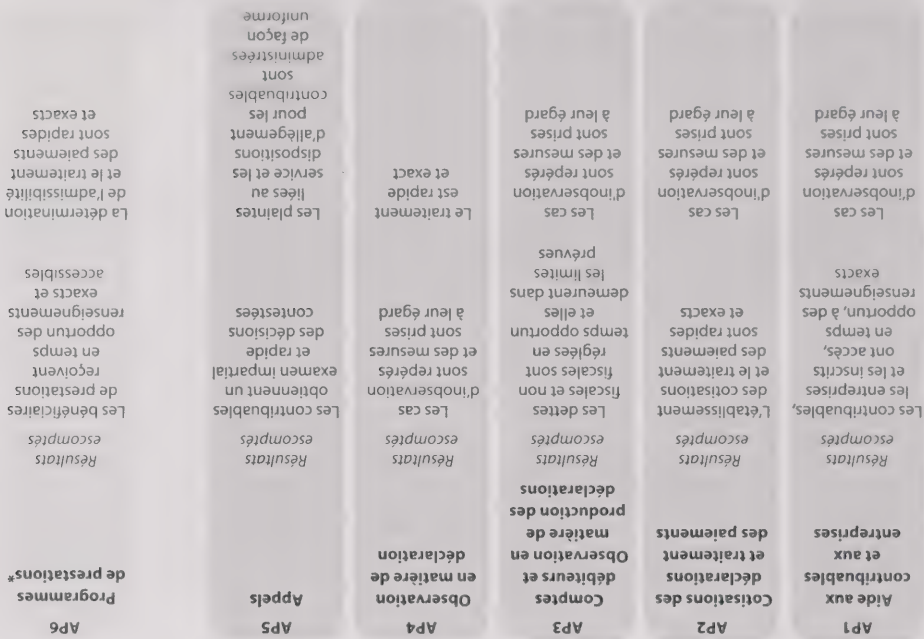 AP1
Aide aux
contribuables
et aux
entreprises
Résultats
escomptés
Les contribuables,
les entreprises
et les inscrits
ont accès,
en temps
opportun, à des
renseignements
exacts
Les cas
d'inobservation
sont repérés
et des mesures
sont prises
à leur égard
AP2
Cotisations des
déclarations
et traitement
des paiements
Résultats
escomptés
L'établissement
des cotisations
et le traitement
des paiements
sont rapides
et exacts
Les cas
d'inobservation
sont repérés
et des mesures
sont prises
à leur égard
AP3
Comptes
débiteurs et
Observation en
matière de
production des
déclarations
Résultats
escomptés
Les dettes
fiscales et non
fiscales sont
réglées en
temps opportun
et elles
demeurent dans
les limites
prévues
Les cas
d'inobservation
sont repérés
et des mesures
sont prises
à leur égard
AP4
Observation
en matière de
déclaration
Résultats
escomptés
Les cas
d'inobservation
sont repérés
et des mesures
sont prises
à leur égard
Le traitement
est rapide
et exact
AP5
Appels
Résultats
escomptés
Les contribuables
obtiennent un
examen impartial
et rapide
des décisions
contestées
Les plaintes
liées au
service et les
dispositions
d'allègement
pour les
contribuables
sont
administrées
de façon
uniforme
AP6
Programmes
de prestations*
Résultats
escomptés
Les bénéficiaires
de prestations
reçoivent
en temps
opportun des
renseignements
exacts et
accessibles
La détermination
de l'admissibilité
et le traitement
des paiements
sont rapides
et exacts